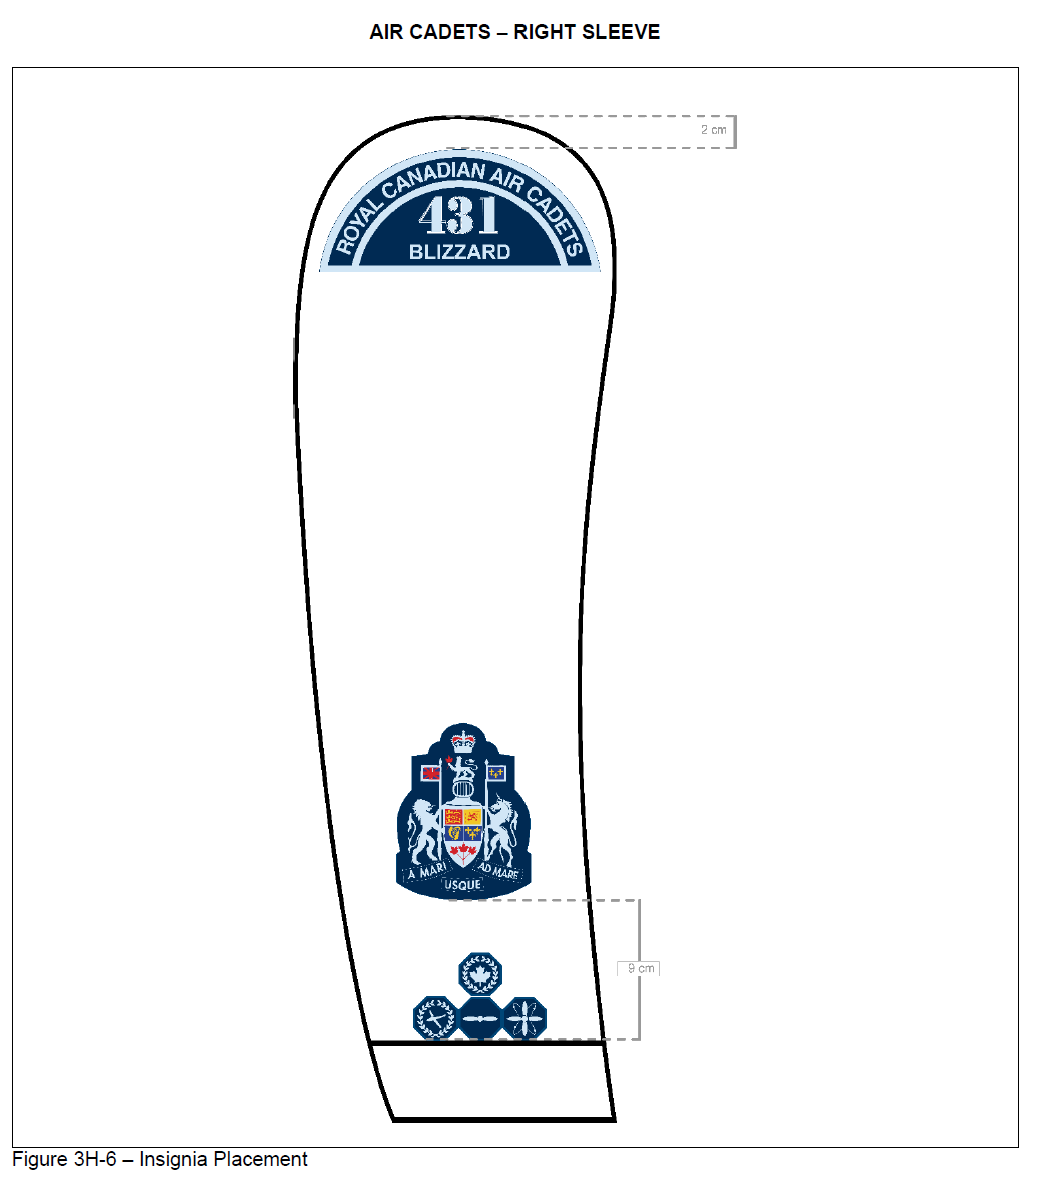 AIR CADETS – RIGHT SLEEVE
2 cm
ROYAL CANADIAN AIR CADETS
431
BLIZZARD
A MARI
USQUE
AD MARE
9 cm
Figure 3H-6 – Insignia Placement